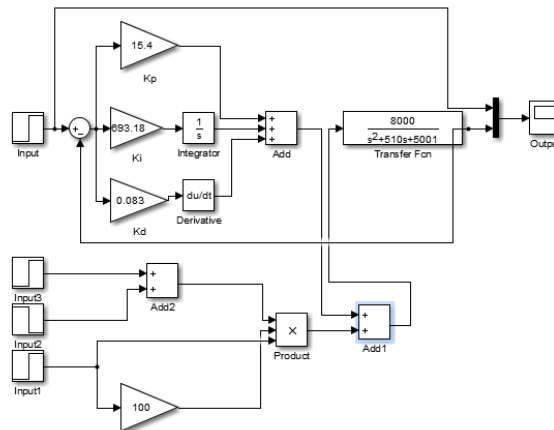 15.4
Kp
Input
693.18
Ki
1
s
Integrator
+
+
+
Add
8000
s²+510s+5001
Transfer Fcn
Outpu
0.083
Kd
du/dt
Derivative
Input3
+
+
Add2
Input2
×
Product
+
+
Add1
Input1
100